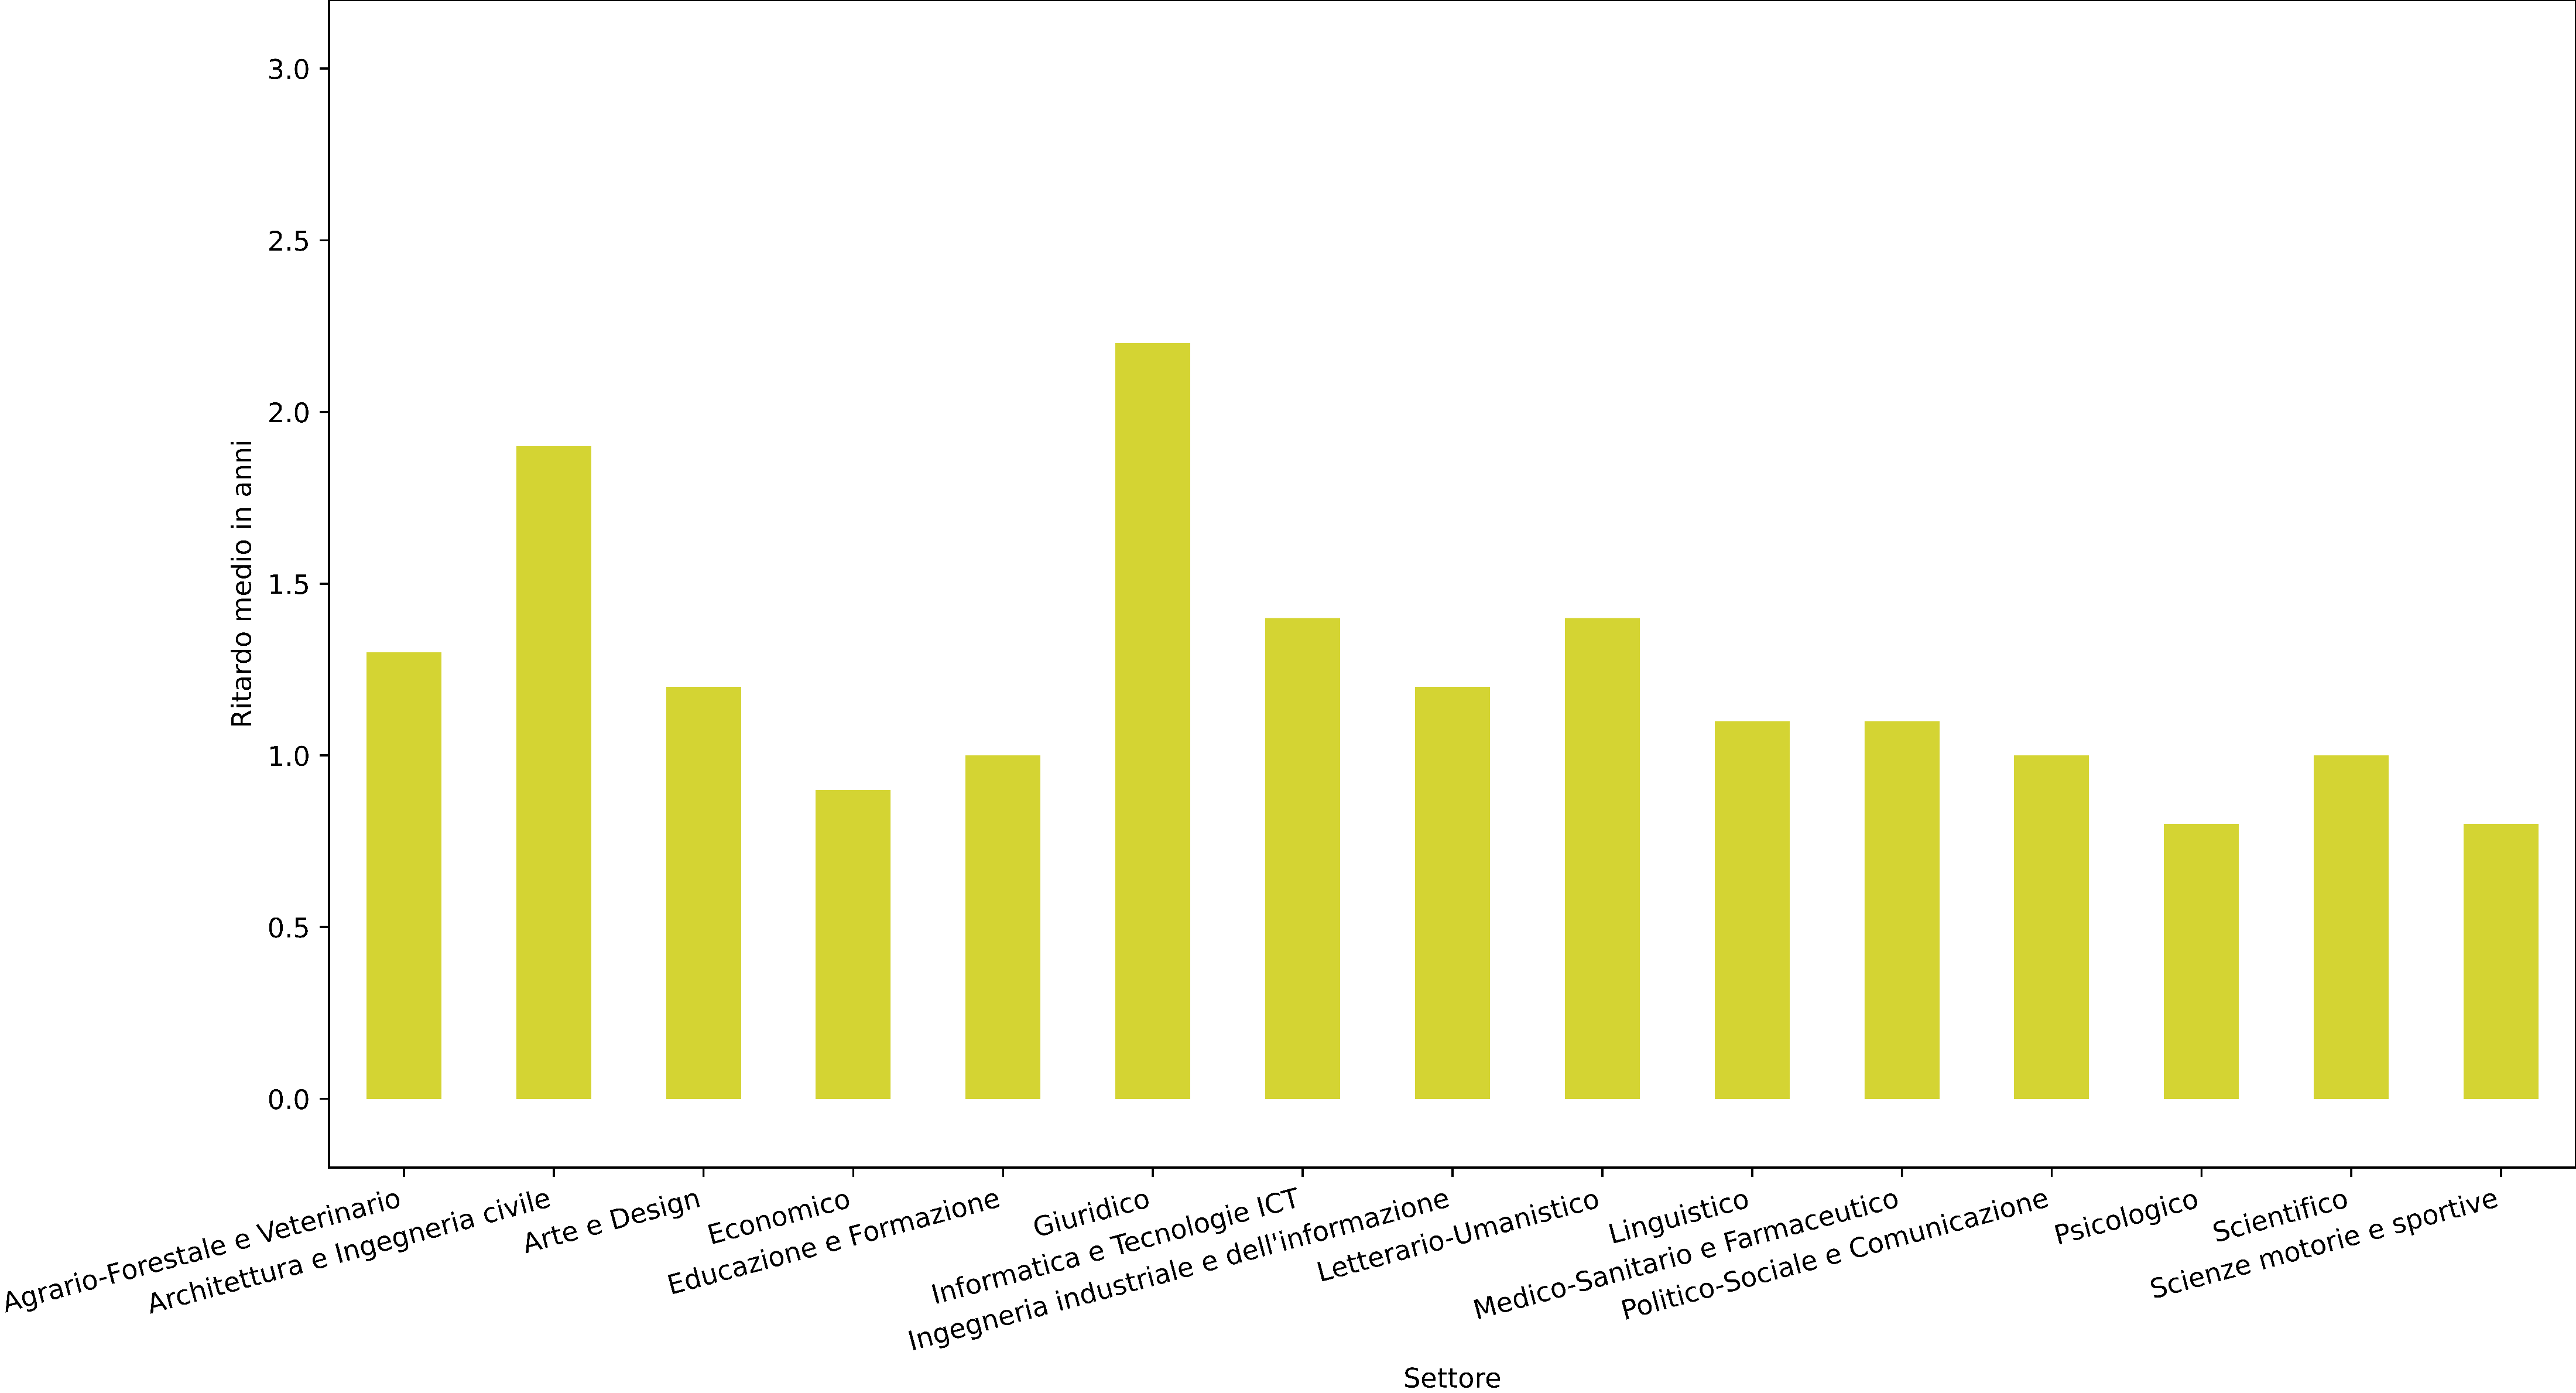 3.0
2.5
2.0
1.5
1.0
0.5
0.0
Ritardo medio in anni
Agrario-Forestale e Veterinario
Architettura e Ingegneria civile
Arte e Design
Economico
Educazione e Formazione
Giuridico
Informatica e Tecnologie ICT
Ingegneria industriale e dell'informazione
Letterario-Umanistico
Linguistico
Medico-Sanitario e Farmaceutico
Politico-Sociale e Comunicazione
Psicologico
Scientifico
Scienze motorie e sportive
Settore